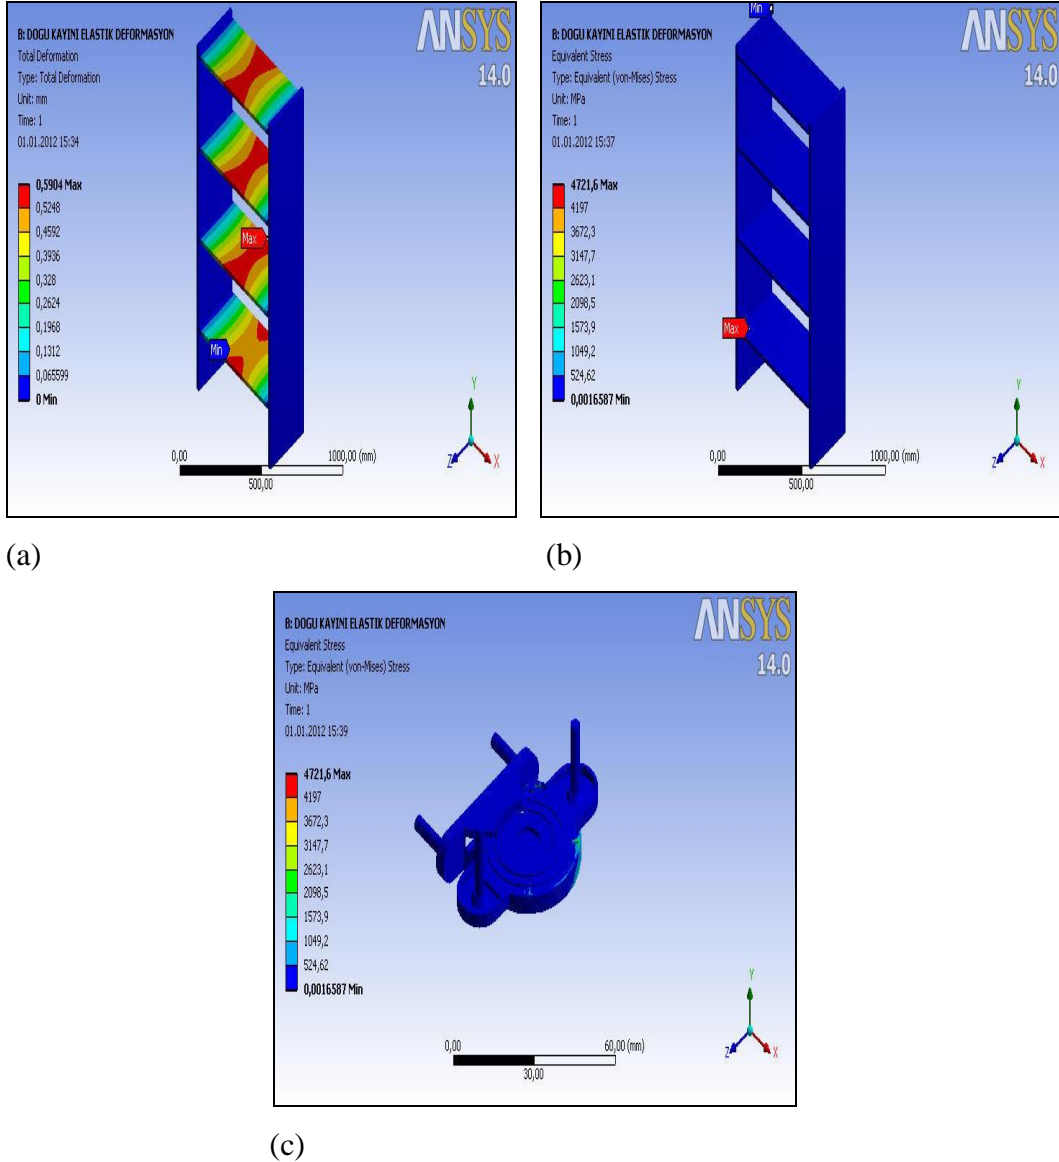 B: DOGU KAYINI ELASTIK DEFORMASYON
Total Deformation
Type: Total Deformation
Unit: mm
Time: 1
01.01.2012 15:34
ANSYS
14.0
0,5904 Max
0,5248
0,4592
0,3936
0,328
0,2624
0,1968
0,1312
0,065599
0 Min
Max
Min
0,00
1000,00 (mm)
500,00
Y
Z
X
(a)
Min
B: DOGU KAYINI ELASTIK DEFORMASYON
Equivalent Stress
Type: Equivalent (von-Mises) Stress
Unit: MPa
Time: 1
01.01.2012 15:37
ANSYS
14.0
4721,6 Max
4197
3672,3
3147,7
2623,1
2098,5
1573,9
1049,2
524,62
0,0016587 Min
Max
0,00
1000,00 (mm)
500,00
Y
Z
X
(b)
B: DOGU KAYINI ELASTIK DEFORMASYON
Equivalent Stress
Type: Equivalent (von-Mises) Stress
Unit: MPa
Time: 1
01.01.2012 15:39
ANSYS
14.0
4721,6 Max
4197
3672,3
3147,7
2623,1
2098,5
1573,9
1049,2
524,62
0,0016587 Min
0,00
60,00 (mm)
30,00
Y
Z
X
(c)